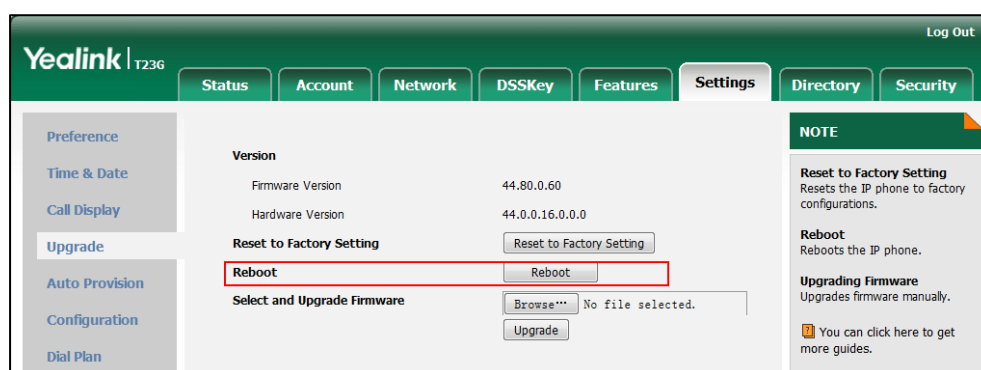 Log Out
Yealink | T23G
Status Account Network DSSKey Features Settings Directory Security
Preference
Time & Date
Call Display
Upgrade
Auto Provision
Configuration
Dial Plan
Version
Firmware Version 44.80.0.60
Hardware Version 44.0.0.16.0.0.0
Reset to Factory Setting Reset to Factory Setting
Reboot Reboot
Select and Upgrade Firmware Browse... No file selected.
Upgrade
NOTE
Reset to Factory Setting
Resets the IP phone to factory
configurations.
Reboot
Reboots the IP phone.
Upgrading Firmware
Upgrades firmware manually.
You can click here to get
more guides.